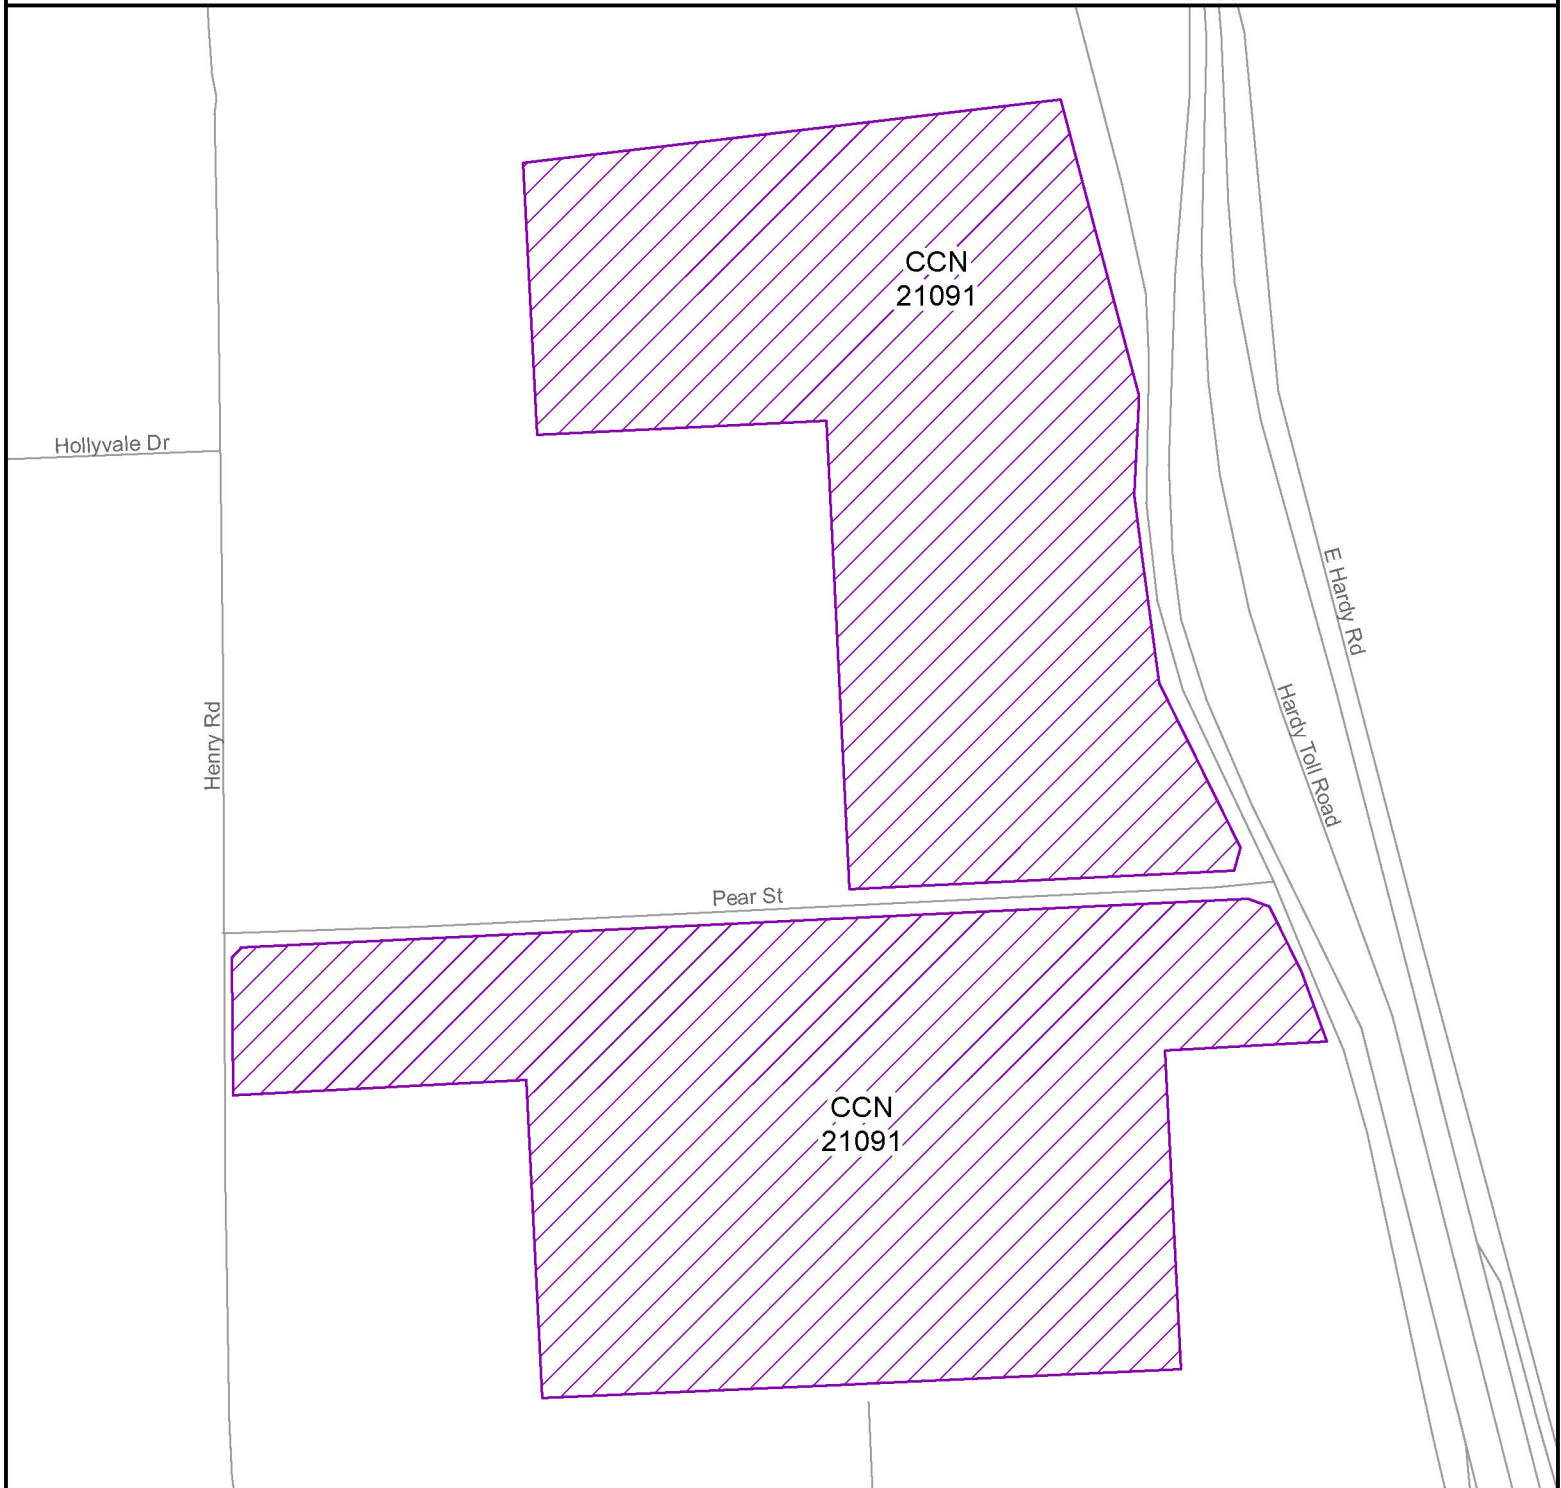 CCN
21091
Hollyvale Dr
E Hardy Rd
Henry Rd
Hardy Toll Road
Pear St
CCN
21091